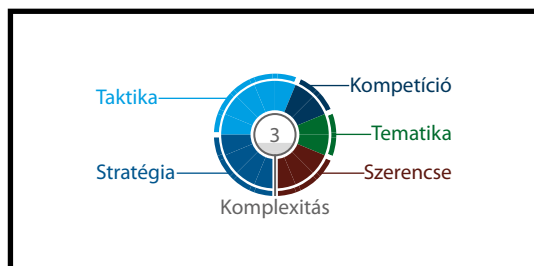 Kompetíció
Taktika
3
Tematika
Stratégia
Szerencse
Komplexitás